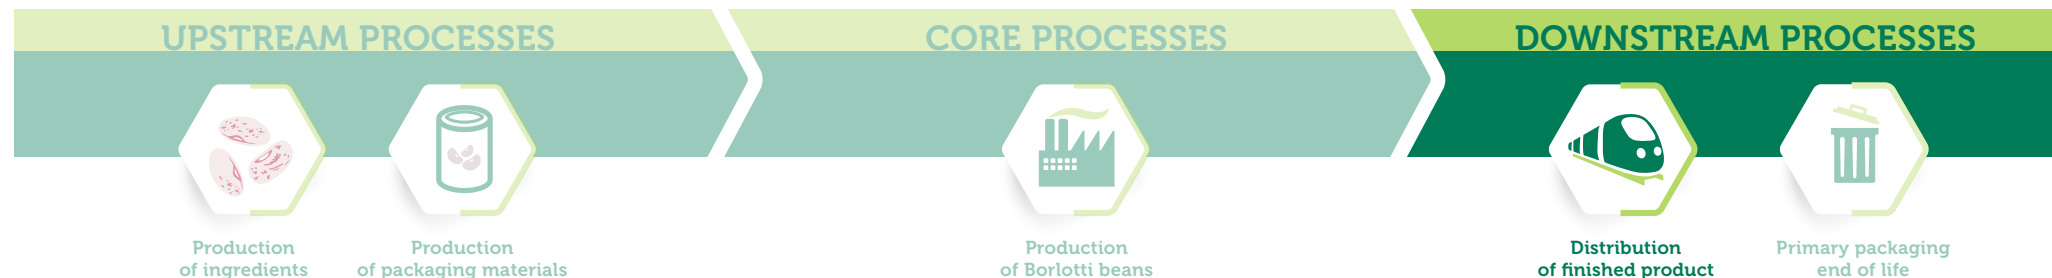 UPSTREAM PROCESSES
CORE PROCESSES
DOWNSTREAM PROCESSES
Production
of ingredients
Production
of packaging materials
Production
of Borlotti beans
Distribution
of finished product
Primary packaging
end of life